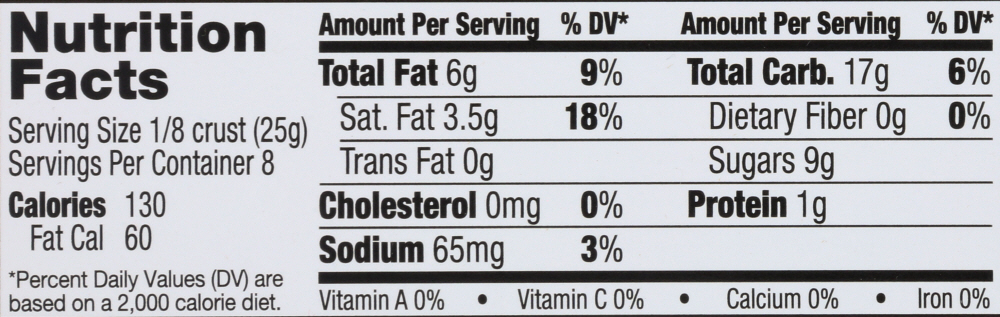 Nutrition
Facts
Serving Size 1/8 crust (25g)
Servings Per Container 8
Calories 130
Fat Cal 60
*Percent Daily Values (DV) are
based on a 2,000 calorie diet.
Amount Per Serving % DV* Amount Per Serving % DV*
Total Fat 6g 9% Total Carb. 17g 6%
Sat. Fat 3.5g 18% Dietary Fiber 0g 0%
Trans Fat 0g Sugars 9g
Cholesterol 0mg 0% Protein 1g
Sodium 65mg 3%
Vitamin A 0% • Vitamin C 0% • Calcium 0% • Iron 0%